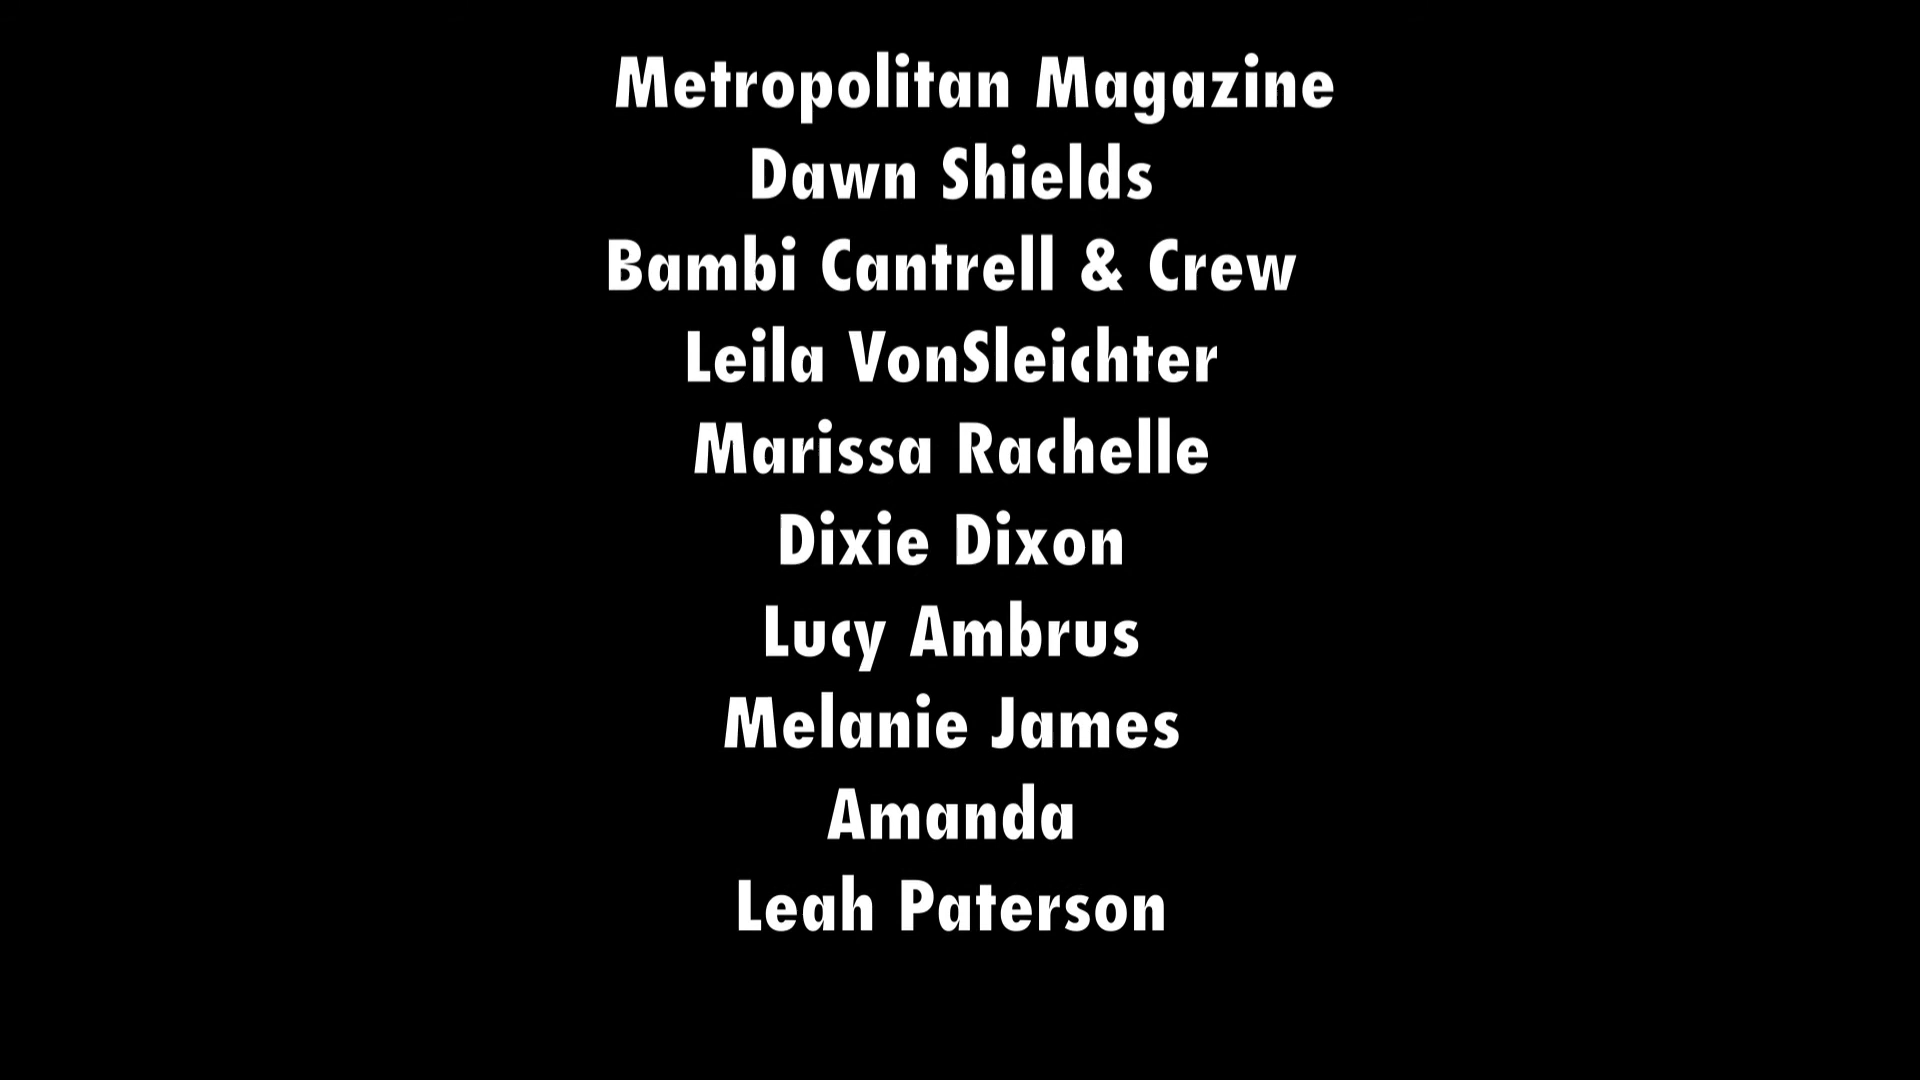 Metropolitan Magazine
Dawn Shields
Bambi Cantrell & Crew
Leila VonSleichter
Marissa Rachelle
Dixie Dixon
Lucy Ambrus
Melanie James
Amanda
Leah Paterson